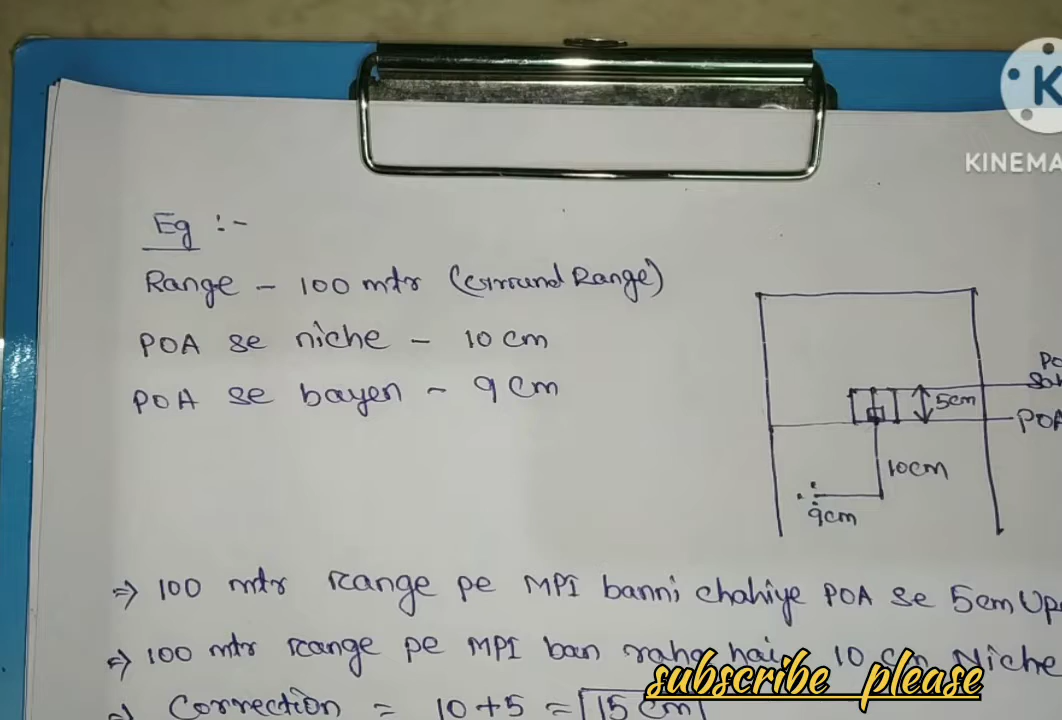 K
KINEMA
Eg :-
Range - 100 mtr (Ground Range)
POA se niche - 10 cm
POA se bayen - 9 cm
5cm
POA
10cm
9cm
⇒ 100 mtr range pe MPI banni chahiye POA se 5cm Up
⇒ 100 mtr range pe MPI ban raha hai 10 cm Niche
subscribe please
⇒ Correction = 10+5 = 15 cm